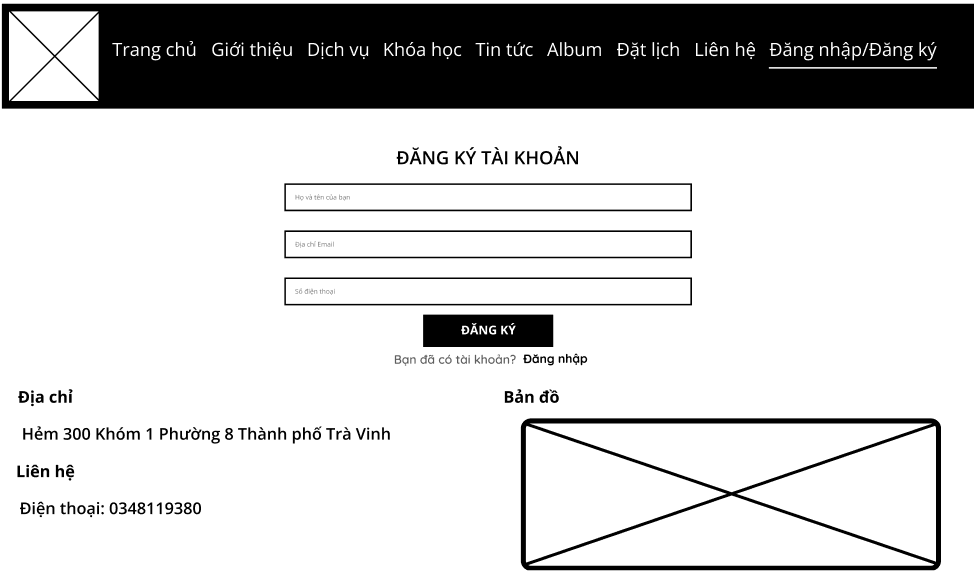 Trang chủ Giới thiệu Dịch vụ Khóa học Tin tức Album Đặt lịch Liên hệ Đăng nhập/Đăng ký
ĐĂNG KÝ TÀI KHOẢN
Họ và tên của bạn
Địa chỉ Email
Số điện thoại
ĐĂNG KÝ
Bạn đã có tài khoản? Đăng nhập
Địa chỉ
Hẻm 300 Khóm 1 Phường 8 Thành phố Trà Vinh
Liên hệ
Điện thoại: 0348119380
Bản đồ